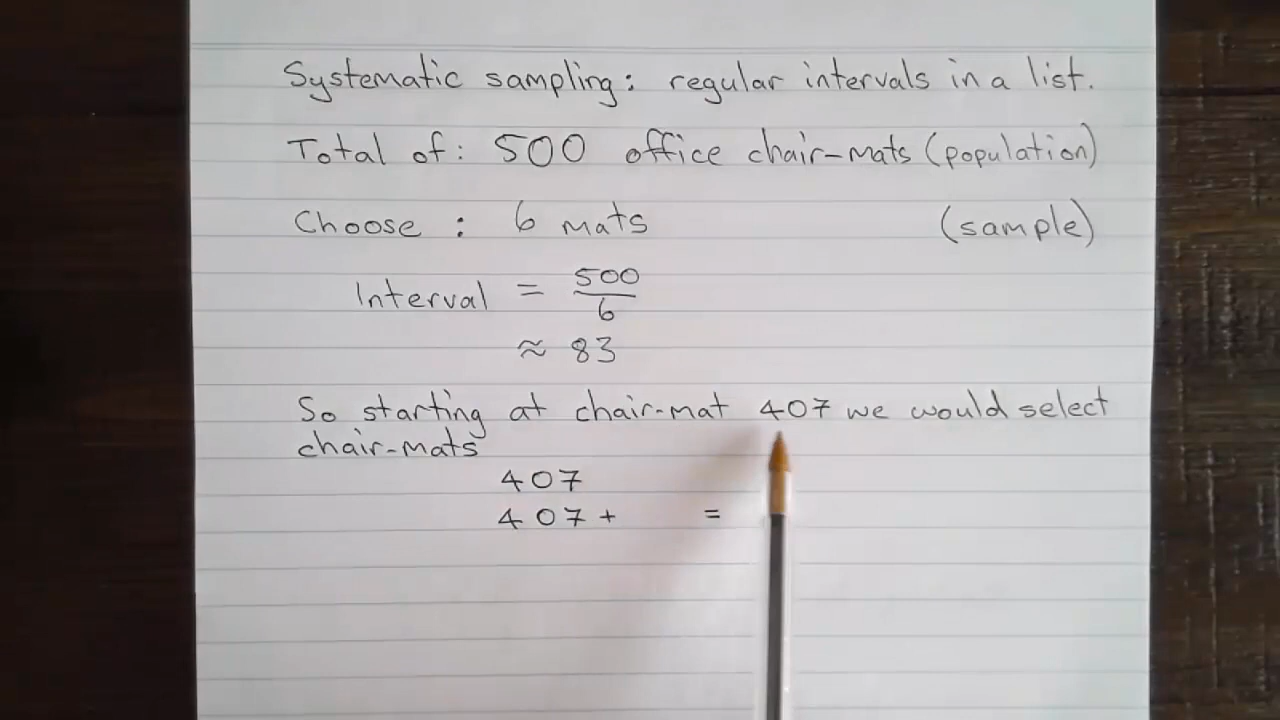 Systematic sampling: regular intervals in a list.
Total of: 500 office chair-mats (population)
Choose: 6 mats (sample)
Interval = 500/6
≈ 83
So starting at chair-mat 407 we would select
chair-mats
407
407 + =